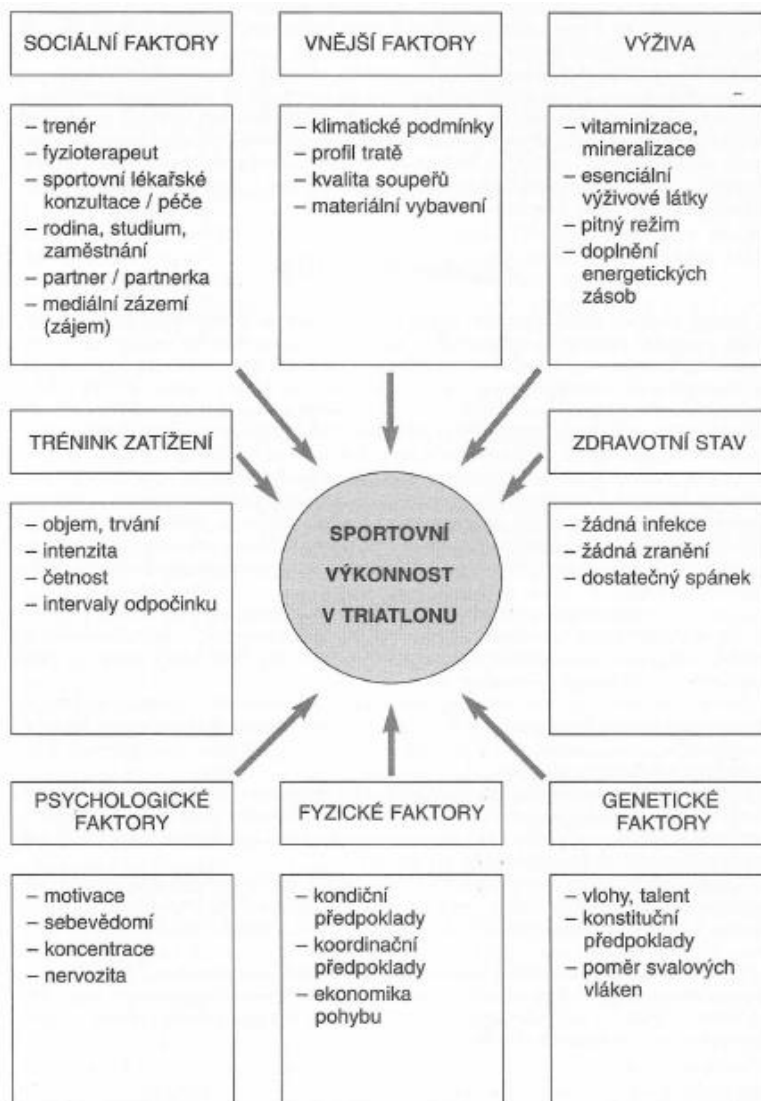 SOCIÁLNÍ FAKTORY
– trenér
– fyzioterapeut
– sportovní lékařské
konzultace / péče
– rodina, studium,
zaměstnání
– partner / partnerka
– mediální zázemí
(zájem)
VNĚJŠÍ FAKTORY
– klimatické podmínky
– profil tratě
– kvalita soupeřů
– materiální vybavení
VÝŽIVA
– vitaminizace,
mineralizace
– esenciální
výživové látky
– pitný režim
– doplnění
energetických
zásob
TRÉNINK ZATÍŽENÍ
– objem, trvání
– intenzita
– četnost
– intervaly odpočinku
SPORTOVNÍ
VÝKONNOST
V TRIATLONU
ZDRAVOTNÍ STAV
– žádná infekce
– žádná zranění
– dostatečný spánek
PSYCHOLOGICKÉ
FAKTORY
– motivace
– sebevědomí
– koncentrace
– nervozita
FYZICKÉ FAKTORY
– kondiční
předpoklady
– koordinační
předpoklady
– ekonomika
pohybu
GENETICKÉ
FAKTORY
– vlohy, talent
– konstituční
předpoklady
– poměr svalových
vláken